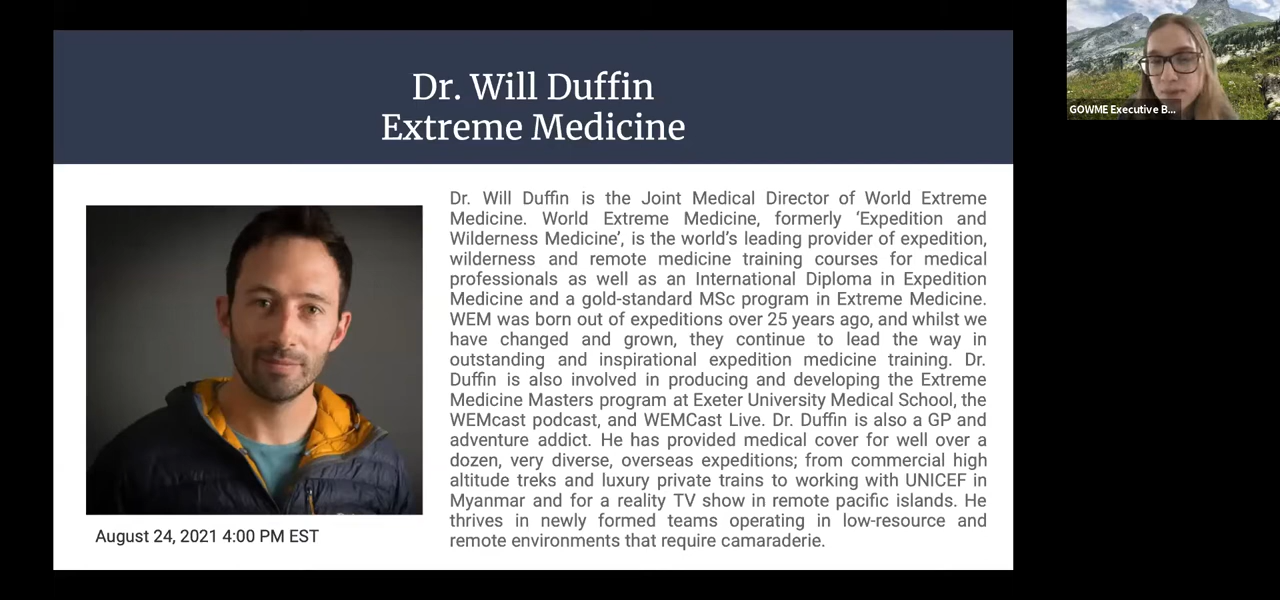 Dr. Will Duffin
Extreme Medicine
Dr. Will Duffin is the Joint Medical Director of World Extreme
Medicine. World Extreme Medicine, formerly ‘Expedition and
Wilderness Medicine’, is the world’s leading provider of expedition,
wilderness and remote medicine training courses for medical
professionals as well as an International Diploma in Expedition
Medicine and a gold-standard MSc program in Extreme Medicine.
WEM was born out of expeditions over 25 years ago, and whilst we
have changed and grown, they continue to lead the way in
outstanding and inspirational expedition medicine training. Dr.
Duffin is also involved in producing and developing the Extreme
Medicine Masters program at Exeter University Medical School, the
WEMcast podcast, and WEMCast Live. Dr. Duffin is also a GP and
adventure addict. He has provided medical cover for well over a
dozen, very diverse, overseas expeditions; from commercial high
altitude treks and luxury private trains to working with UNICEF in
Myanmar and for a reality TV show in remote pacific islands. He
thrives in newly formed teams operating in low-resource and
remote environments that require camaraderie.
August 24, 2021 4:00 PM EST
GOWME Executive B...